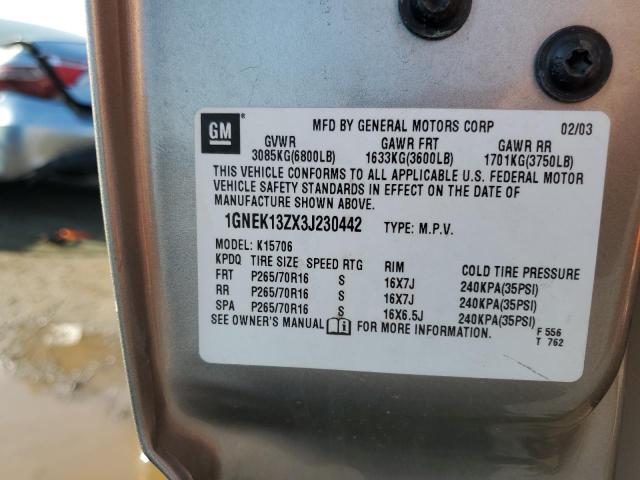 GM
®
MFD BY GENERAL MOTORS CORP 02/03
GVWR GAWR FRT GAWR RR
3085KG(6800LB) 1633KG(3600LB) 1701KG(3750LB)
THIS VEHICLE CONFORMS TO ALL APPLICABLE U.S. FEDERAL MOTOR
VEHICLE SAFETY STANDARDS IN EFFECT ON THE DATE OF
MANUFACTURE SHOWN ABOVE.
1GNEK13ZX3J230442 TYPE: M.P.V.
MODEL: K15706
KPDQ TIRE SIZE SPEED RTG RIM COLD TIRE PRESSURE
FRT P265/70R16 S 16X7J 240KPA(35PSI)
RR P265/70R16 S 16X7J 240KPA(35PSI)
SPA P265/70R16 S 16X6.5J 240KPA(35PSI)
SEE OWNER'S MANUAL FOR MORE INFORMATION.
F 556
T 762